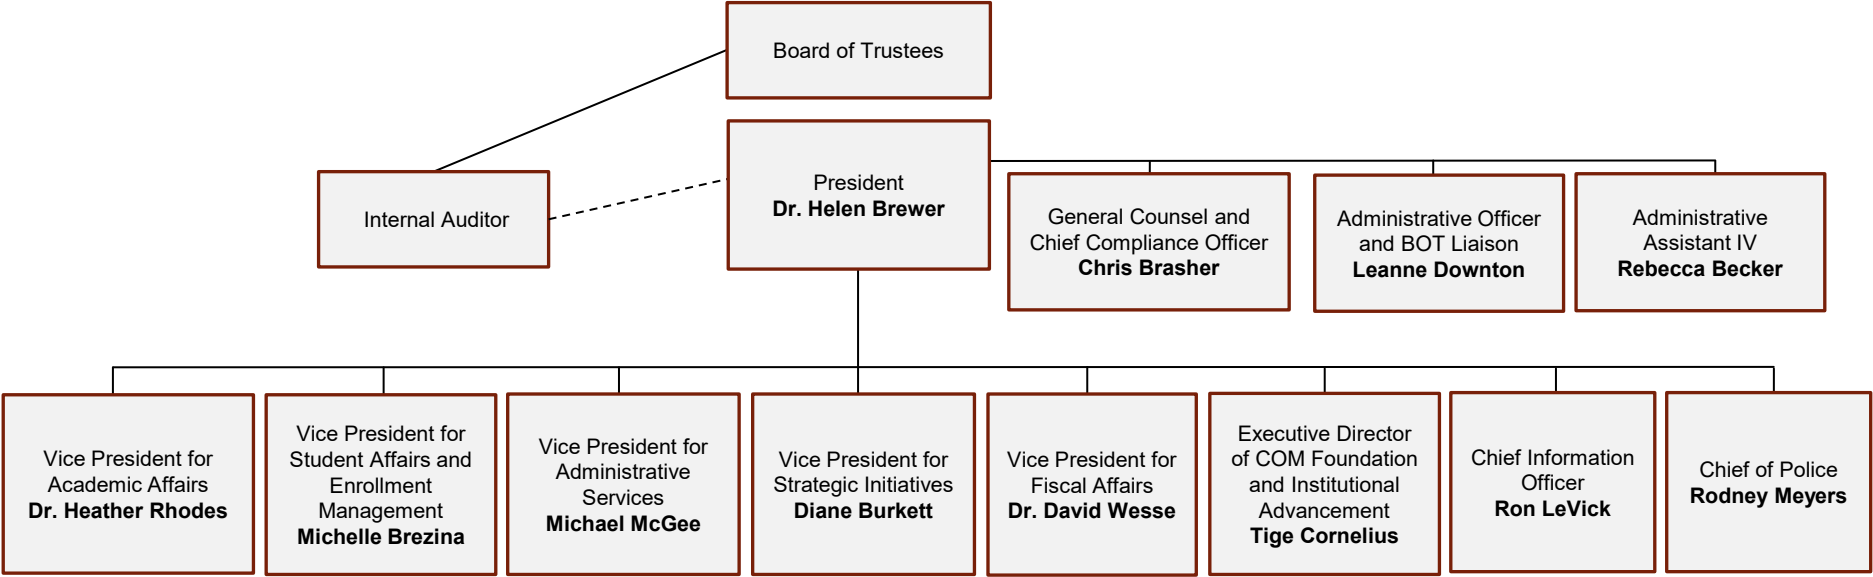 Board of Trustees
President
Dr. Helen Brewer
Internal Auditor
General Counsel and
Chief Compliance Officer
Chris Brasher
Administrative Officer
and BOT Liaison
Leanne Downton
Administrative
Assistant IV
Rebecca Becker
Vice President for
Academic Affairs
Dr. Heather Rhodes
Vice President for
Student Affairs and
Enrollment
Management
Michelle Brezina
Vice President for
Administrative
Services
Michael McGee
Vice President for
Strategic Initiatives
Diane Burkett
Vice President for
Fiscal Affairs
Dr. David Wesse
Executive Director
of COM Foundation
and Institutional
Advancement
Tige Cornelius
Chief Information
Officer
Ron LeVick
Chief of Police
Rodney Meyers